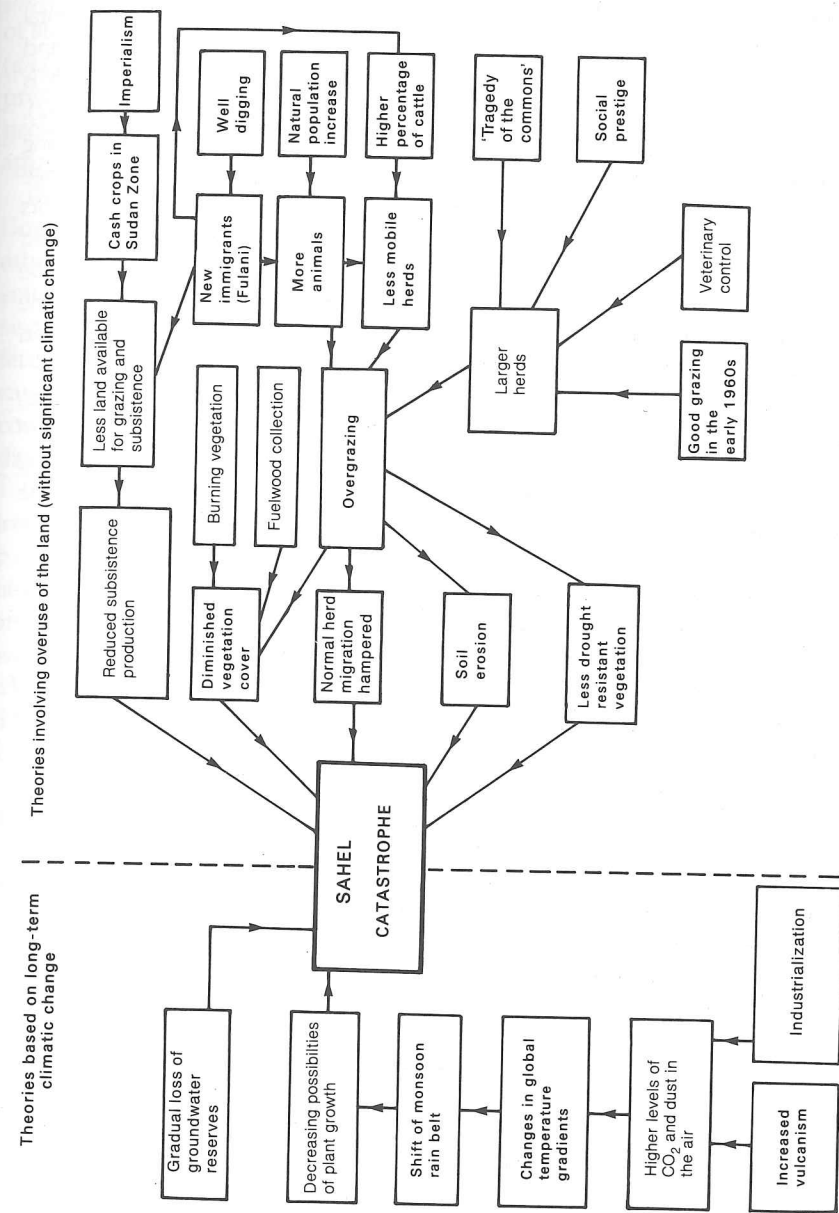 Theories based on long-term
climatic change
Gradual loss of
groundwater
reserves
Decreasing possibilties
of plant growth
Shift of monsoon
rain belt
Changes in global
temperature
gradients
Higher levels of
CO₂ and dust in
the air
Increased
vulcanism
Industrialization
SAHEL
CATASTROPHE
Theories involving overuse of the land (without significant climatic change)
Reduced subsistence
production
Less land available
for grazing and
subsistence
Cash crops in
Sudan Zone
Imperialism
Diminished
vegetation
cover
Burning vegetation
Fuelwood collection
New
immigrants
(Fulani)
Well
digging
More
animals
Natural
population
increase
Less mobile
herds
Higher
percentage
of cattle
Normal herd
migration
hampered
Overgrazing
Soil
erosion
Less drought
resistant
vegetation
Larger
herds
'Tragedy
of the
commons'
Social
prestige
Veterinary
control
Good grazing
in the
early 1960s